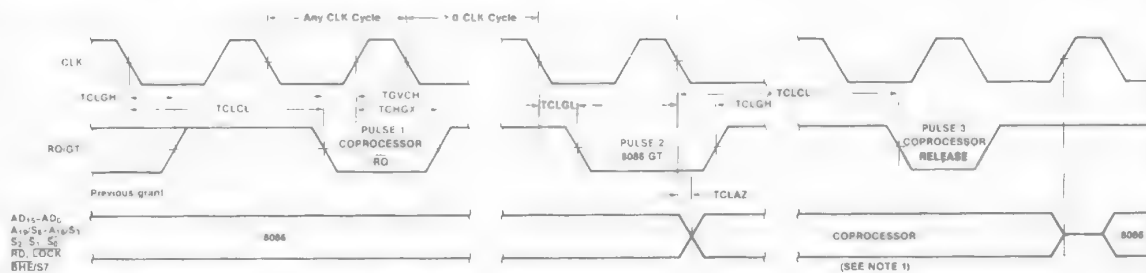 Any CLK Cycle
> 0 CLK Cycle
CLK
TCLGH
TCLCL
TGVCH
TCHGX
TCLGL
TCLGH
TCLCL
RQ/GT
PULSE 1
COPROCESSOR
RQ
PULSE 2
8086 GT
PULSE 3
COPROCESSOR
RELEASE
Previous grant
TCLAZ
AD15-AD0
A19/S6-A16/S3
S2 S1 S0
RD, LOCK
BHE/S7
8086
COPROCESSOR
8086
(SEE NOTE 1)